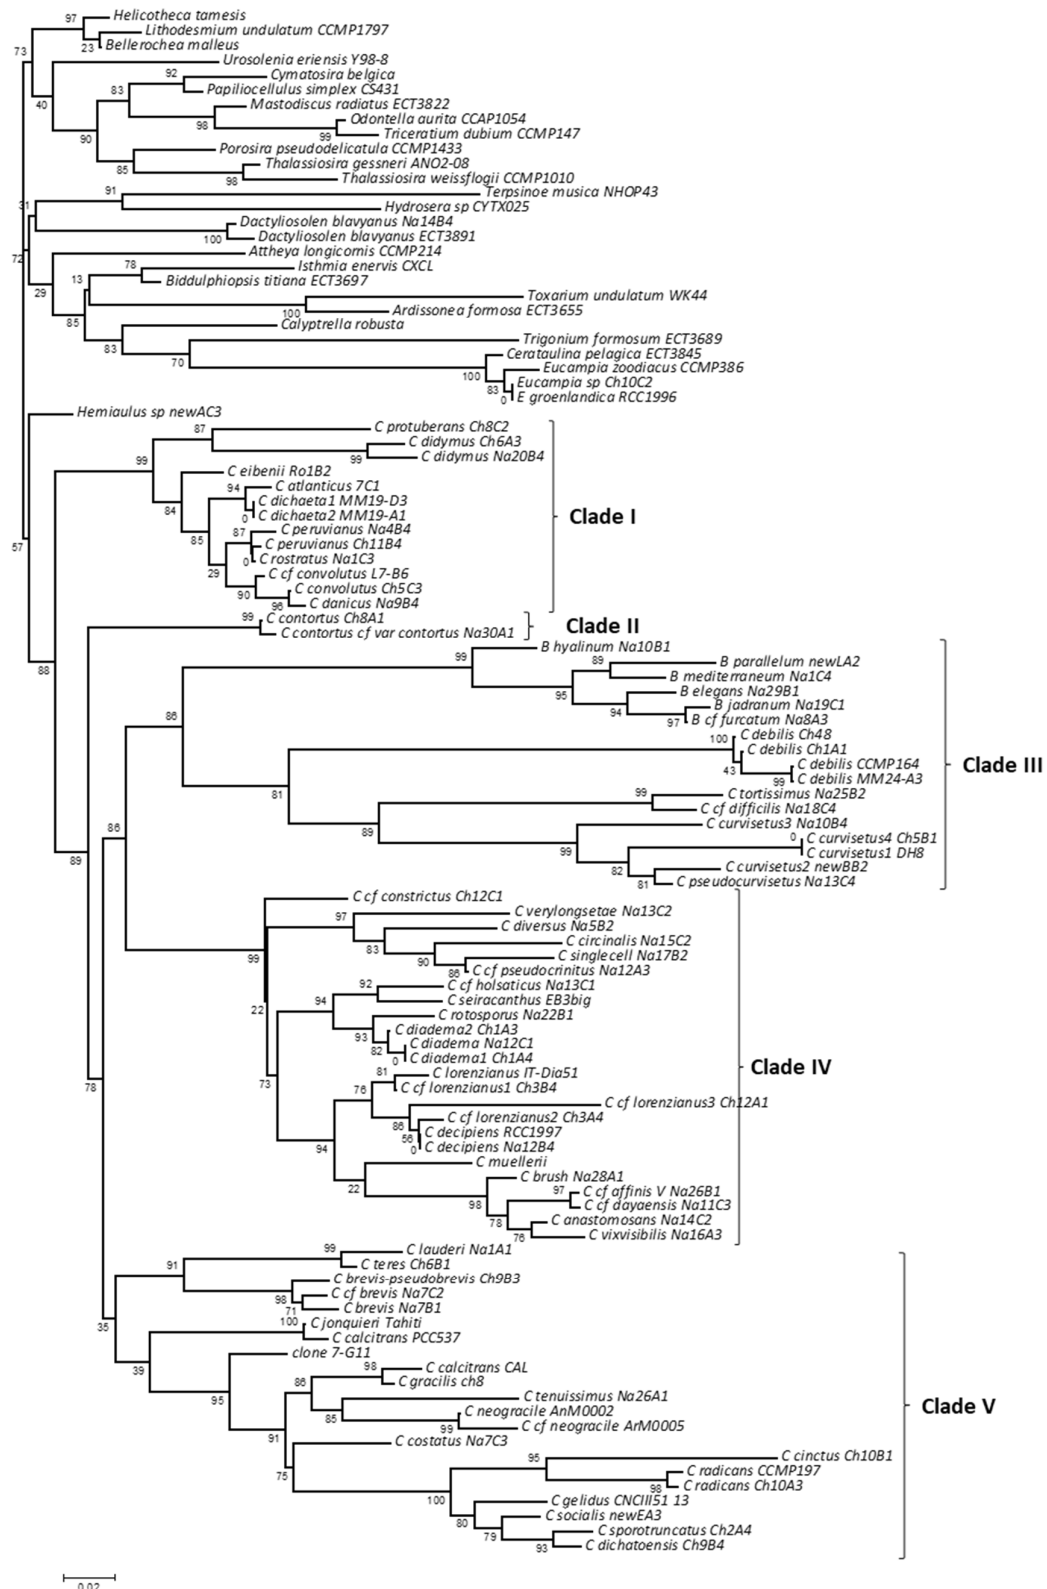 97 Helicotheca tamesis
Lithodesmium undulatum CCMP1797
73 23 Bellerochea malleus
Urosolenia eriensis Y98-8
92 Cymatosira belgica
83 Papiliocellulus simplex CS431
40 Mastodiscus radiatus ECT3822
98 Odontella aurita CCAP1054
90 99 Triceratium dubium CCMP147
Porosira pseudodelicatula CCMP1433
85 Thalassiosira gessneri ANO2-08
98 Thalassiosira weissflogii CCMP1010
91 Terpsinoe musica NHOP43
31 Hydrosera sp CYTX025
Dactyliosolen blavyanus Na14B4
100 Dactyliosolen blavyanus ECT3891
72 Attheya longicornis CCMP214
78 Isthmia enervis CXCL
13 Biddulphiopsis titiana ECT3697
29 Toxarium undulatum WK44
85 100 Ardissonea formosa ECT3655
Calyptrella robusta
83 Trigonium formosum ECT3689
70 Cerataulina pelagica ECT3845
100 Eucampia zoodiacus CCMP386
83 Eucampia sp Ch10C2
0 E groenlandica RCC1996
Hemiaulus sp newAC3
87 C protuberans Ch8C2
C didymus Ch6A3
99 99 C didymus Na20B4
C eibenii Ro1B2
94 C atlanticus 7C1
84 C dichaeta1 MM19-D3
0 C dichaeta2 MM19-A1
Clade I
87 C peruvianus Na4B4
85 C peruvianus Ch11B4
57 0 C rostratus Na1C3
29 C cf convolutus L7-B6
90 C convolutus Ch5C3
96 C danicus Na9B4
99 C contortus Ch8A1
C contortus cf var contortus Na30A1
Clade II
B hyalinum Na10B1
99 89 B parallelum newLA2
88 B mediterraneum Na1C4
95 B elegans Na29B1
94 B jadranum Na19C1
86 97 B cf furcatum Na8A3
100 C debilis Ch48
C debilis Ch1A1
43 C debilis CCMP164
Clade III
99 C debilis MM24-A3
81 99 C tortissimus Na25B2
C cf difficilis Na18C4
86 89 C curvisetus3 Na10B4
0 C curvisetus4 Ch5B1
89 99 C curvisetus1 DH8
82 C curvisetus2 newBB2
81 C pseudocurvisetus Na13C4
C cf constrictus Ch12C1
97 C verylongsetae Na13C2
C diversus Na5B2
83 C circinalis Na15C2
99 90 C singlecell Na17B2
86 C cf pseudocrinitus Na12A3
92 C cf holsaticus Na13C1
94 C seiracanthus EB3big
22 C rotosporus Na22B1
93 C diadema2 Ch1A3
82 C diadema Na12C1
0 C diadema1 Ch1A4
Clade IV
78 73 81 C lorenzianus IT-Dia51
76 C cf lorenzianus1 Ch3B4
C cf lorenzianus3 Ch12A1
86 C cf lorenzianus2 Ch3A4
56 C decipiens RCC1997
94 0 C decipiens Na12B4
C muellerii
22 C brush Na28A1
97 C cf affinis V Na26B1
98 C cf dayaensis Na11C3
78 C anastomosans Na14C2
76 C vixvisibilis Na16A3
99 C lauderi Na1A1
91 C teres Ch6B1
C brevis-pseudobrevis Ch9B3
98 C cf brevis Na7C2
71 C brevis Na7B1
35 100 C jonquieri Tahiti
C calcitrans PCC537
39 clone 7-G11
98 C calcitrans CAL
86 C gracilis ch8
95 C tenuissimus Na26A1
85 C neogracile AnM0002
Clade V
99 C cf neogracile ArM0005
91 C costatus Na7C3
95 C cinctus Ch10B1
75 C radicans CCMP197
98 C radicans Ch10A3
100 C gelidus CNCIII51 13
80 C socialis newEA3
79 C sporotruncatus Ch2A4
93 C dichatoensis Ch9B4
0.02